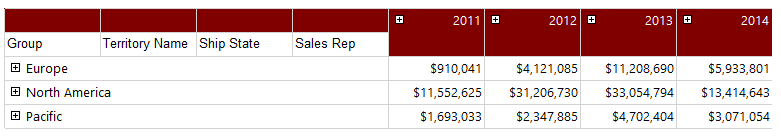 2011 2012 2013 2014
Group Territory Name Ship State Sales Rep
Europe $910,041 $4,121,085 $11,208,690 $5,933,801
North America $11,552,625 $31,206,730 $33,054,794 $13,414,643
Pacific $1,693,033 $2,347,885 $4,702,404 $3,071,054